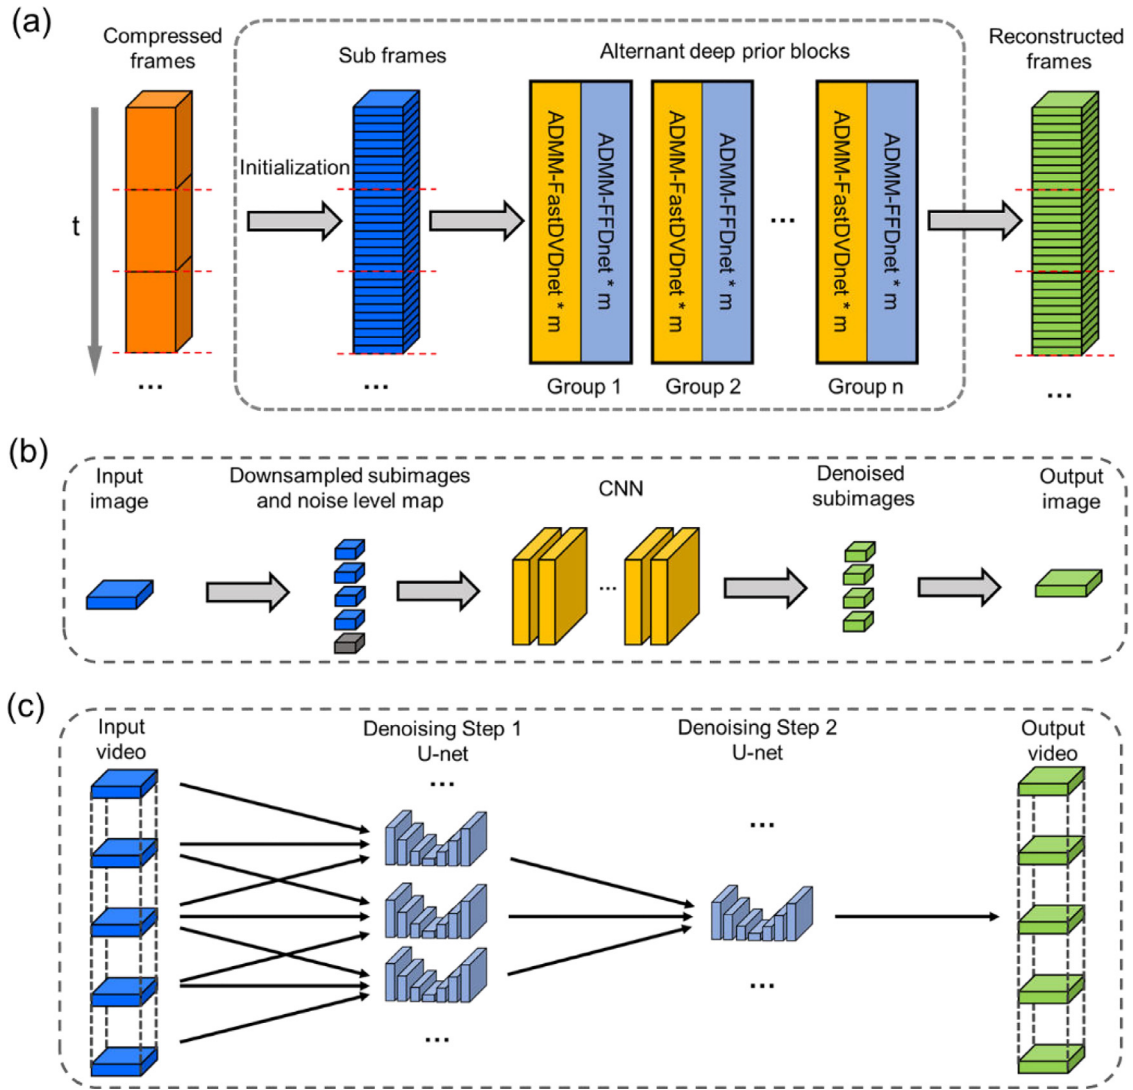 (a)
Compressed
frames
Sub frames
Alternant deep prior blocks
Reconstructed
frames
t
Initialization
ADMM-FastDVDnet * m
ADMM-FFDnet * m
ADMM-FastDVDnet * m
ADMM-FFDnet * m
...
ADMM-FastDVDnet * m
ADMM-FFDnet * m
...
...
Group 1
Group 2
Group n
...
(b)
Input
image
Downsampled subimages
and noise level map
CNN
Denoised
subimages
Output
image
...
(c)
Input
video
Denoising Step 1
U-net
Denoising Step 2
U-net
Output
video
...
...
...
...